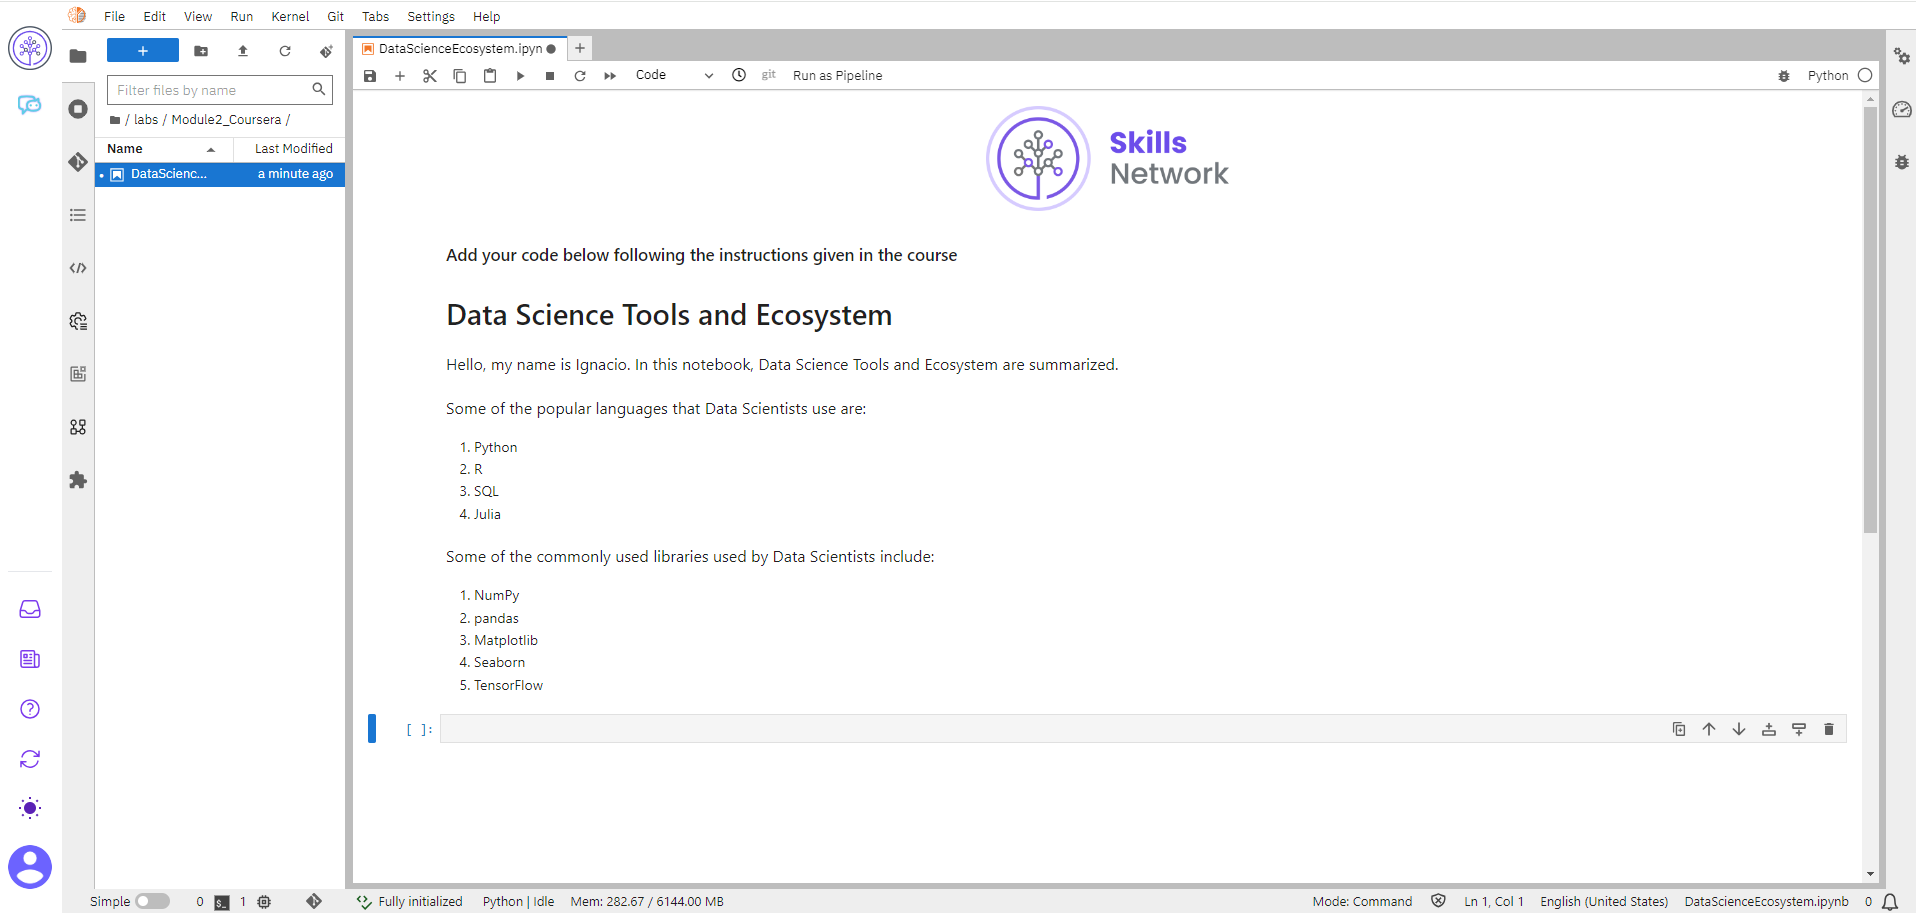 File Edit View Run Kernel Git Tabs Settings Help
+
Filter files by name
/ labs / Module2_Coursera /
Name Last Modified
DataScienc... a minute ago
DataScienceEcosystem.ipyn
Code git Run as Pipeline Python
Skills
Network
Add your code below following the instructions given in the course
Data Science Tools and Ecosystem
Hello, my name is Ignacio. In this notebook, Data Science Tools and Ecosystem are summarized.
Some of the popular languages that Data Scientists use are:
1. Python
2. R
3. SQL
4. Julia
Some of the commonly used libraries used by Data Scientists include:
1. NumPy
2. pandas
3. Matplotlib
4. Seaborn
5. TensorFlow
[ ]:
Simple 0 $_ 1 Fully initialized Python | Idle Mem: 282.67 / 6144.00 MB Mode: Command Ln 1, Col 1 English (United States) DataScienceEcosystem.ipynb 0